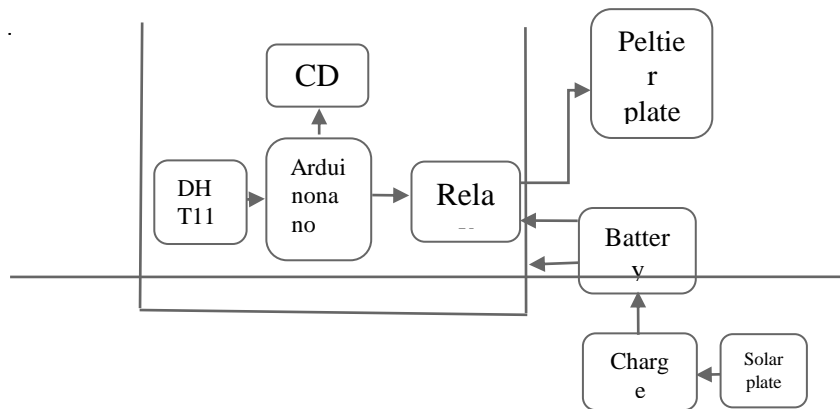 Peltie
r
plate
CD
DH
T11
Ardui
nona
no
Rela
Batter
y
Charg
e
Solar
plate